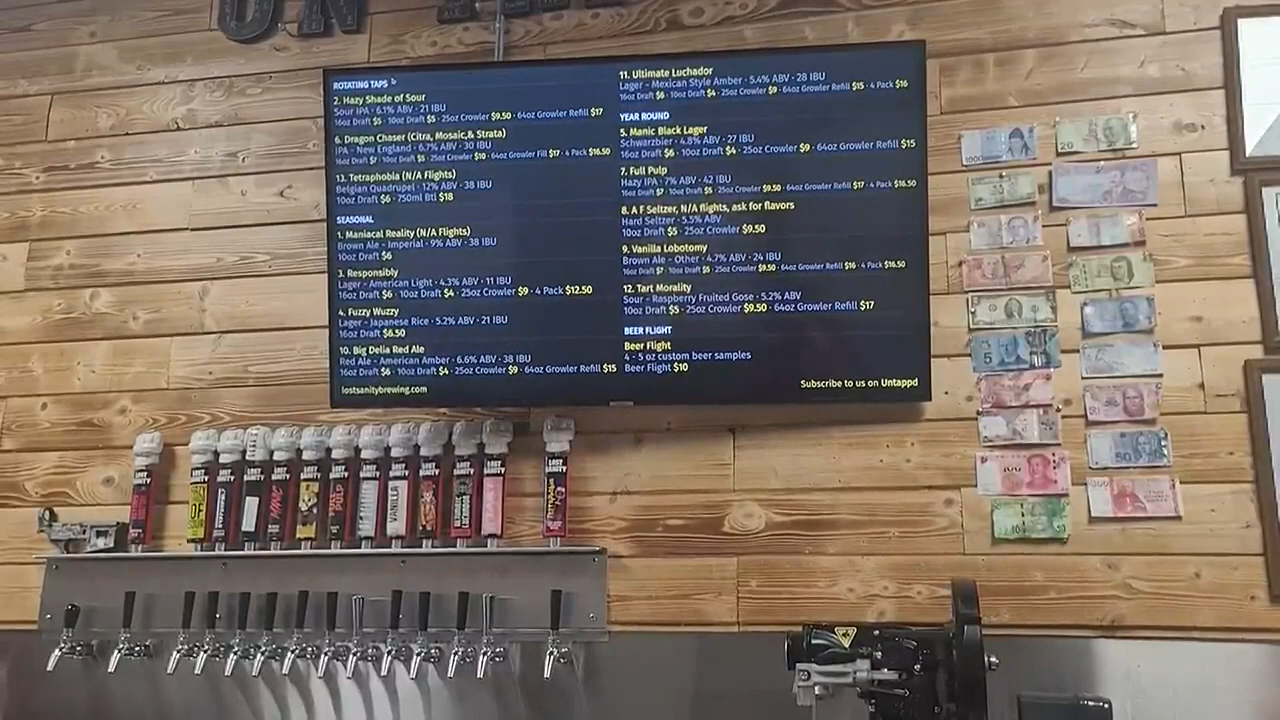 ON
ROTATING TAPS
2. Hazy Shade of Sour
Sour IPA - 6.1% ABV · 21 IBU
16oz Draft $5 · 10oz Draft $5 · 25oz Crowler $9.50 · 64oz Growler Refill $17
6. Dragon Chaser (Citra, Mosaic,& Strata)
IPA - New England · 6.7% ABV · 30 IBU
16oz Draft $7 · 10oz Draft $5 · 25oz Crowler $10 · 64oz Growler Fill $17 · 4 Pack $16.50
13. Tetraphobia (N/A Flights)
Belgian Quadrupel · 12% ABV · 38 IBU
10oz Draft $6 · 750ml Btl $18
SEASONAL
1. Maniacal Reality (N/A Flights)
Brown Ale - Imperial · 9% ABV · 38 IBU
10oz Draft $6
3. Responsibly
Lager - American Light · 4.3% ABV · 11 IBU
16oz Draft $6 · 10oz Draft $4 · 25oz Crowler $9 · 4 Pack $12.50
4. Fuzzy Wuzzy
Lager - Japanese Rice · 5.2% ABV · 21 IBU
16oz Draft $6.50
10. Big Delia Red Ale
Red Ale - American Amber · 6.6% ABV · 38 IBU
16oz Draft $6 · 10oz Draft $4 · 25oz Crowler $9 · 64oz Growler Refill $15
lostsanitybrewing.com
11. Ultimate Luchador
Lager - Mexican Style Amber · 5.4% ABV · 28 IBU
16oz Draft $6 · 10oz Draft $4 · 25oz Crowler $9 · 64oz Growler Refill $15 · 4 Pack $16
YEAR ROUND
5. Manic Black Lager
Schwarzbier · 4.8% ABV · 27 IBU
16oz Draft $6 · 10oz Draft $4 · 25oz Crowler $9 · 64oz Growler Refill $15
7. Full Pulp
Hazy IPA · 7% ABV · 42 IBU
16oz Draft $7 · 10oz Draft $5 · 25oz Crowler $9.50 · 64oz Growler Refill $17 · 4 Pack $16.50
8. A F Seltzer, N/A flights, ask for flavors
Hard Seltzer · 5.5% ABV
10oz Draft $5 · 25oz Crowler $9.50
9. Vanilla Lobotomy
Brown Ale - Other · 4.7% ABV · 24 IBU
16oz Draft $7 · 10oz Draft $5 · 25oz Crowler $9.50 · 64oz Growler Refill $16 · 4 Pack $16.50
12. Tart Morality
Sour - Raspberry Fruited Gose · 5.2% ABV
10oz Draft $5 · 25oz Crowler $9.50 · 64oz Growler Refill $17
BEER FLIGHT
Beer Flight
4 - 5 oz custom beer samples
Beer Flight $10
Subscribe to us on Untappd
1000
20
200
5
50
100
LOST SANITY
OF
MANIC
PULP
VANILLA